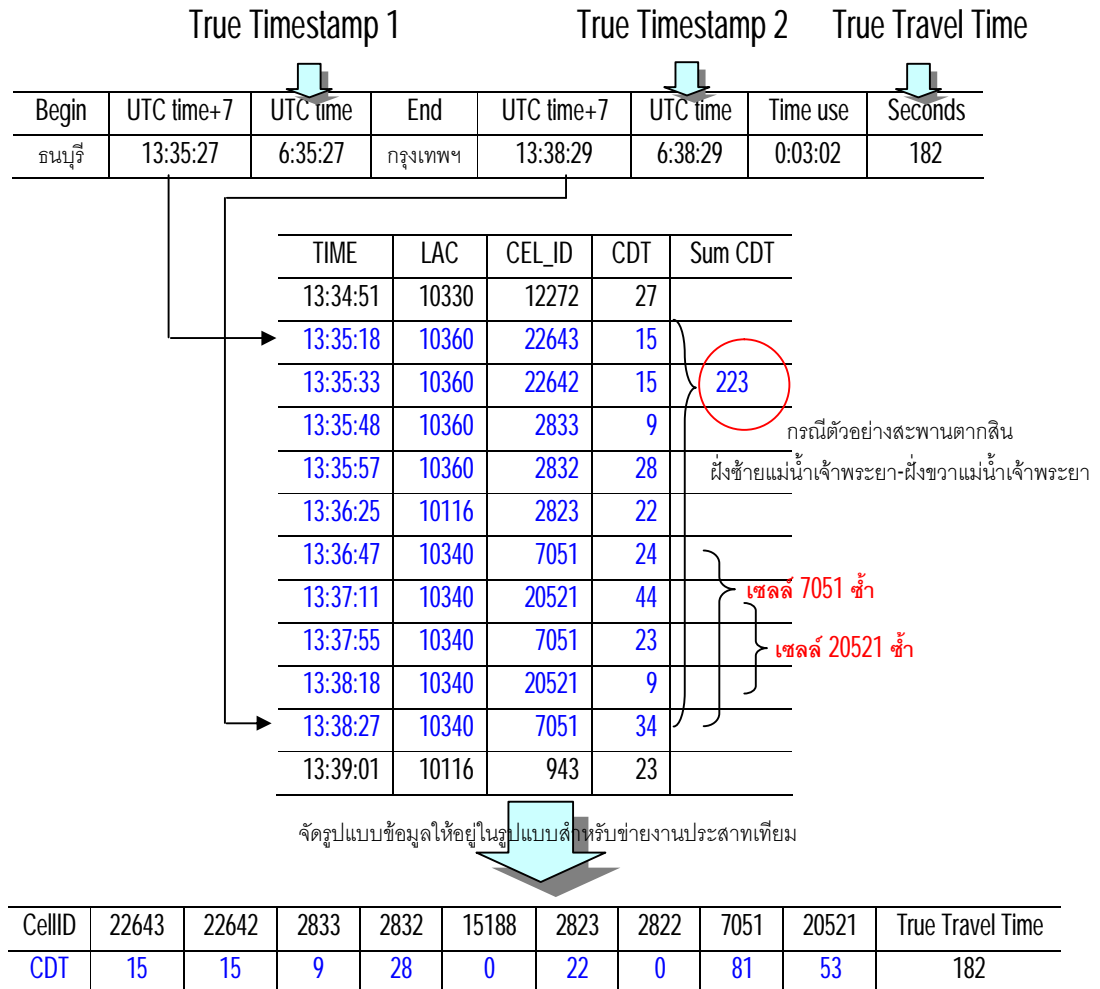 True Timestamp 1 True Timestamp 2 True Travel Time
Begin UTC time+7 UTC time End UTC time+7 UTC time Time use Seconds
ธนบุรี 13:35:27 6:35:27 กรุงเทพฯ 13:38:29 6:38:29 0:03:02 182
TIME LAC CEL_ID CDT Sum CDT
13:34:51 10330 12272 27
13:35:18 10360 22643 15
13:35:33 10360 22642 15 223
13:35:48 10360 2833 9
กรณีตัวอย่างสะพานตากสิน
13:35:57 10360 2832 28
ฝั่งซ้ายแม่น้ำเจ้าพระยา-ฝั่งขวาแม่น้ำเจ้าพระยา
13:36:25 10116 2823 22
13:36:47 10340 7051 24
เซลล์ 7051 ซ้ำ
13:37:11 10340 20521 44
13:37:55 10340 7051 23
เซลล์ 20521 ซ้ำ
13:38:18 10340 20521 9
13:38:27 10340 7051 34
13:39:01 10116 943 23
จัดรูปแบบข้อมูลให้อยู่ในรูปแบบสำหรับข่ายงานประสาทเทียม
CellID 22643 22642 2833 2832 15188 2823 2822 7051 20521 True Travel Time
CDT 15 15 9 28 0 22 0 81 53 182